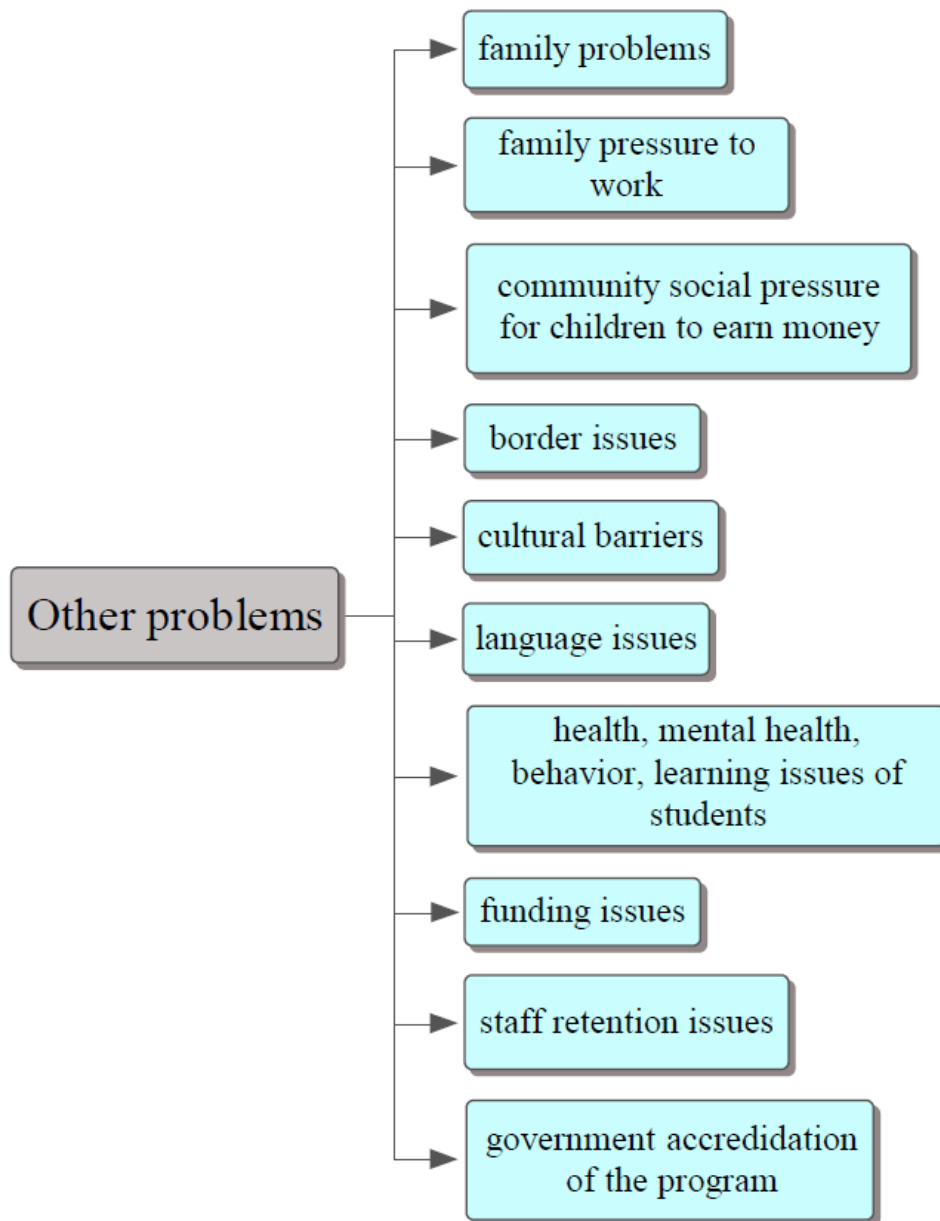 family problems
family pressure to
work
community social pressure
for children to earn money
border issues
cultural barriers
Other problems
language issues
health, mental health,
behavior, learning issues of
students
funding issues
staff retention issues
government accredidation
of the program